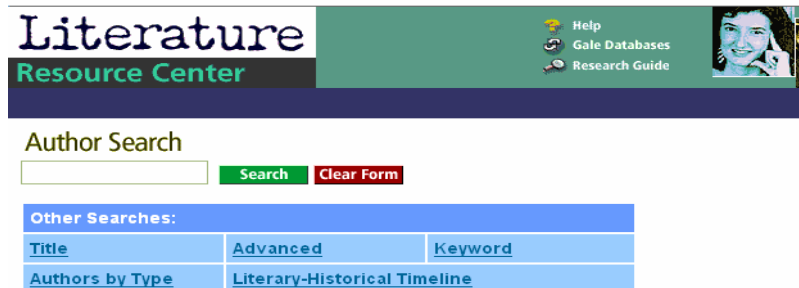 Literature
Resource Center
Help
Gale Databases
Research Guide
Author Search
Search Clear Form
Other Searches:
Title Advanced Keyword
Authors by Type Literary-Historical Timeline